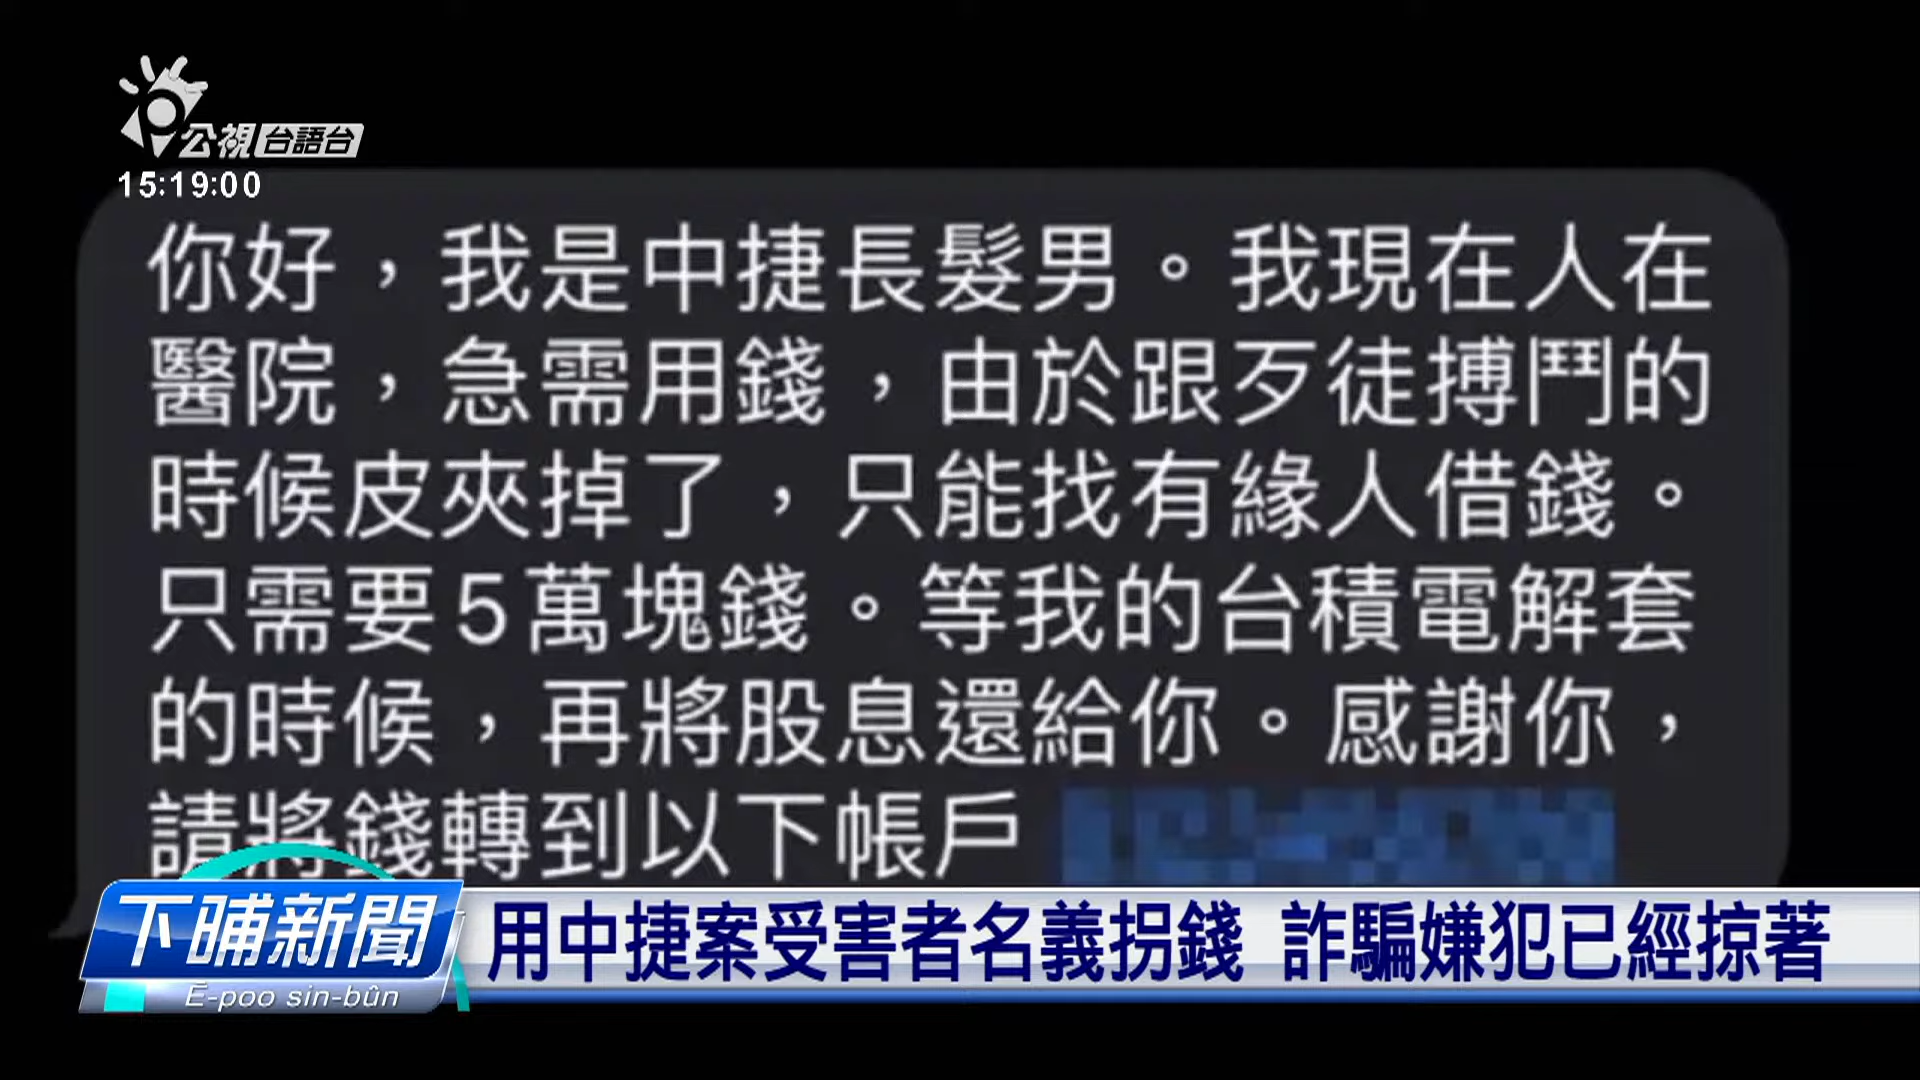 公視台語台
15:19:00
你好，我是中捷長髮男。我現在人在
醫院，急需用錢，由於跟歹徒搏鬥的
時候皮夾掉了，只能找有緣人借錢。
只需要5萬塊錢。等我的台積電解套
的時候，再將股息還給你。感謝你，
請將錢轉到以下帳戶
下晡新聞
Ē-poo sin-bûn
用中捷案受害者名義拐錢 詐騙嫌犯已經掠著